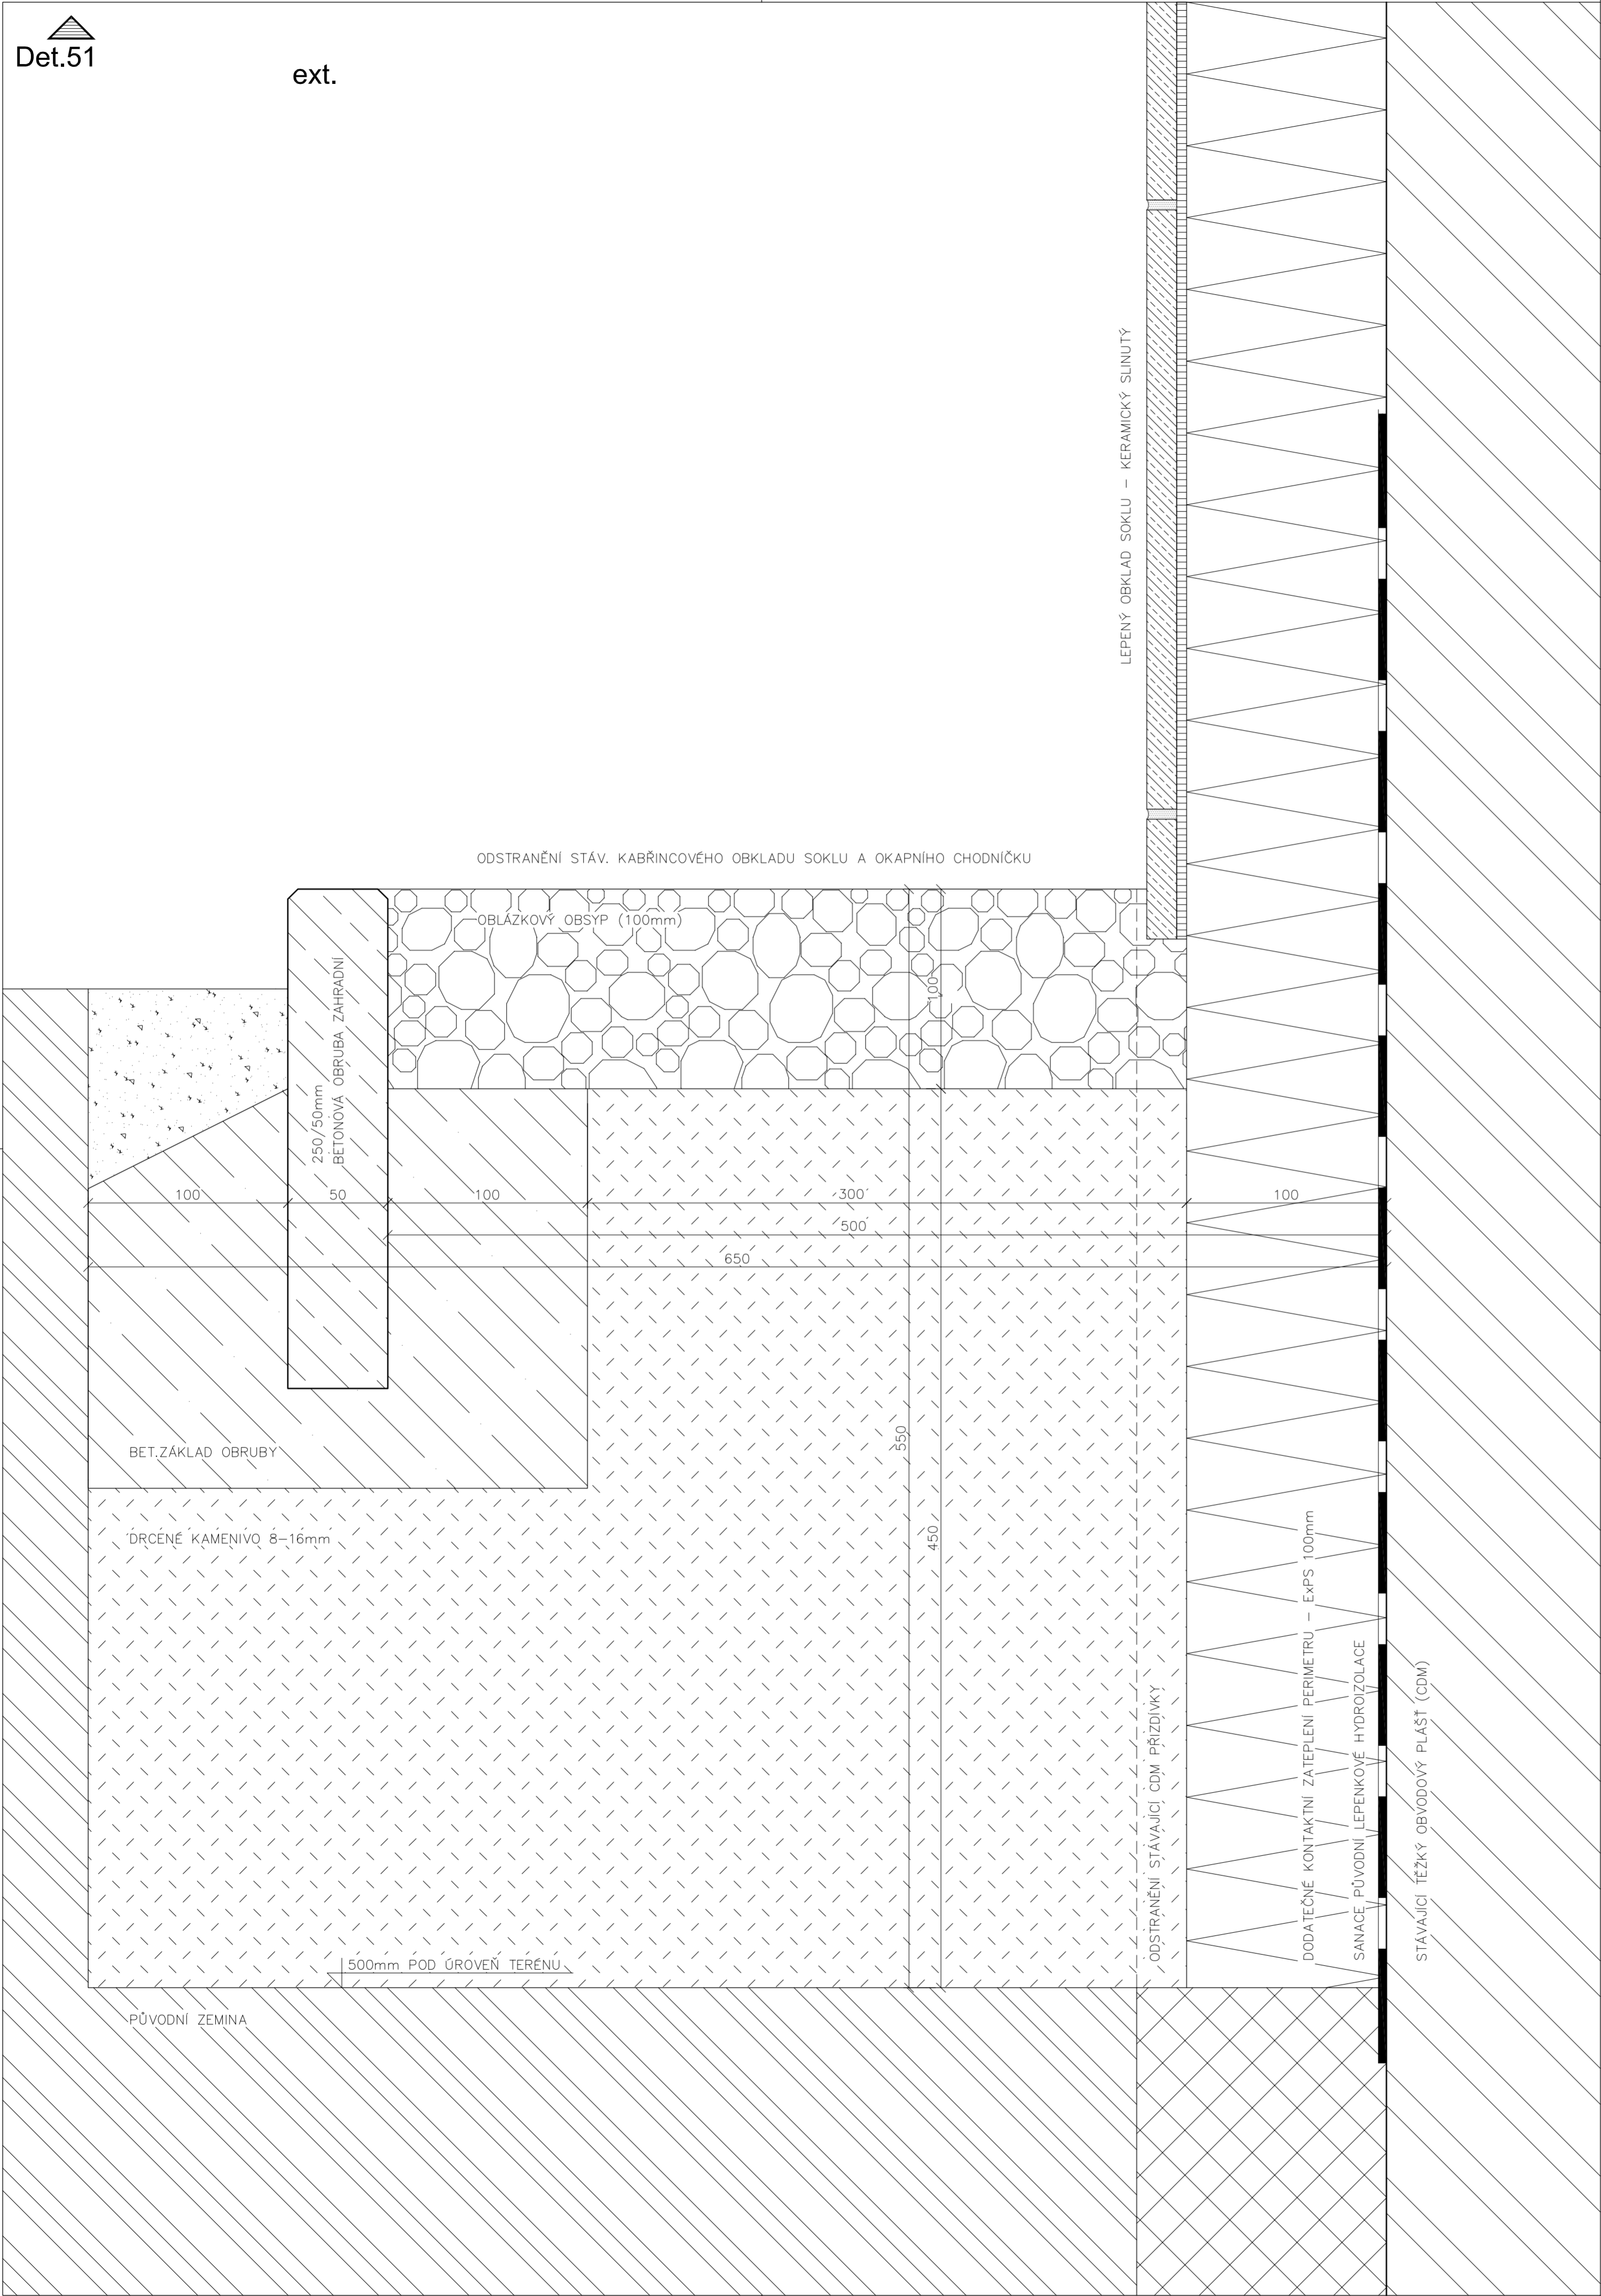 Det.51
ext.
LEPENÝ OBKLAD SOKLU – KERAMICKÝ SLINUTÝ
ODSTRANĚNÍ STÁV. KABŘINCOVÉHO OBKLADU SOKLU A OKAPNÍHO CHODNÍČKU
OBLÁZKOVÝ OBSYP (100mm)
250/50mm
BETONOVÁ OBRUBA ZAHRADNÍ
100
100
50
100
300
100
500
650
550
450
BET.ZÁKLAD OBRUBY
DRCENÉ KAMENIVO 8–16mm
ODSTRANĚNÍ STÁVAJÍCÍ CDM PŘIZDÍVKY
DODATEČNÉ KONTAKTNÍ ZATEPLENÍ PERIMETRU – ExPS 100mm
SANACE PŮVODNÍ LEPENKOVÉ HYDROIZOLACE
STÁVAJÍCÍ TĚŽKÝ OBVODOVÝ PLÁŠŤ (CDM)
500mm POD ÚROVEŇ TERÉNU
PŮVODNÍ ZEMINA